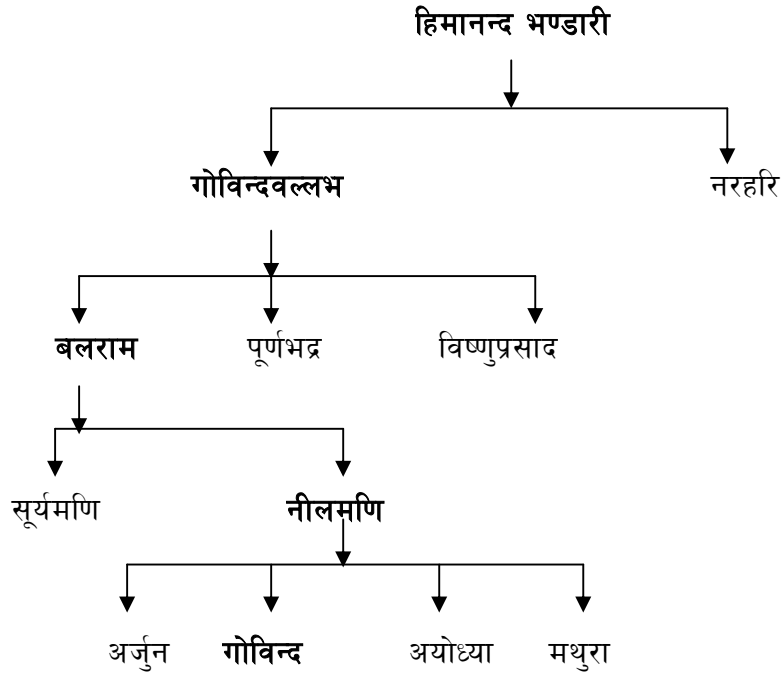 हिमानन्द भण्डारी
गोविन्दवल्लभ नरहरि
बलराम पूर्णभद्र विष्णुप्रसाद
सूर्यमणि नीलमणि
अर्जुन गोविन्द अयोध्या मथुरा